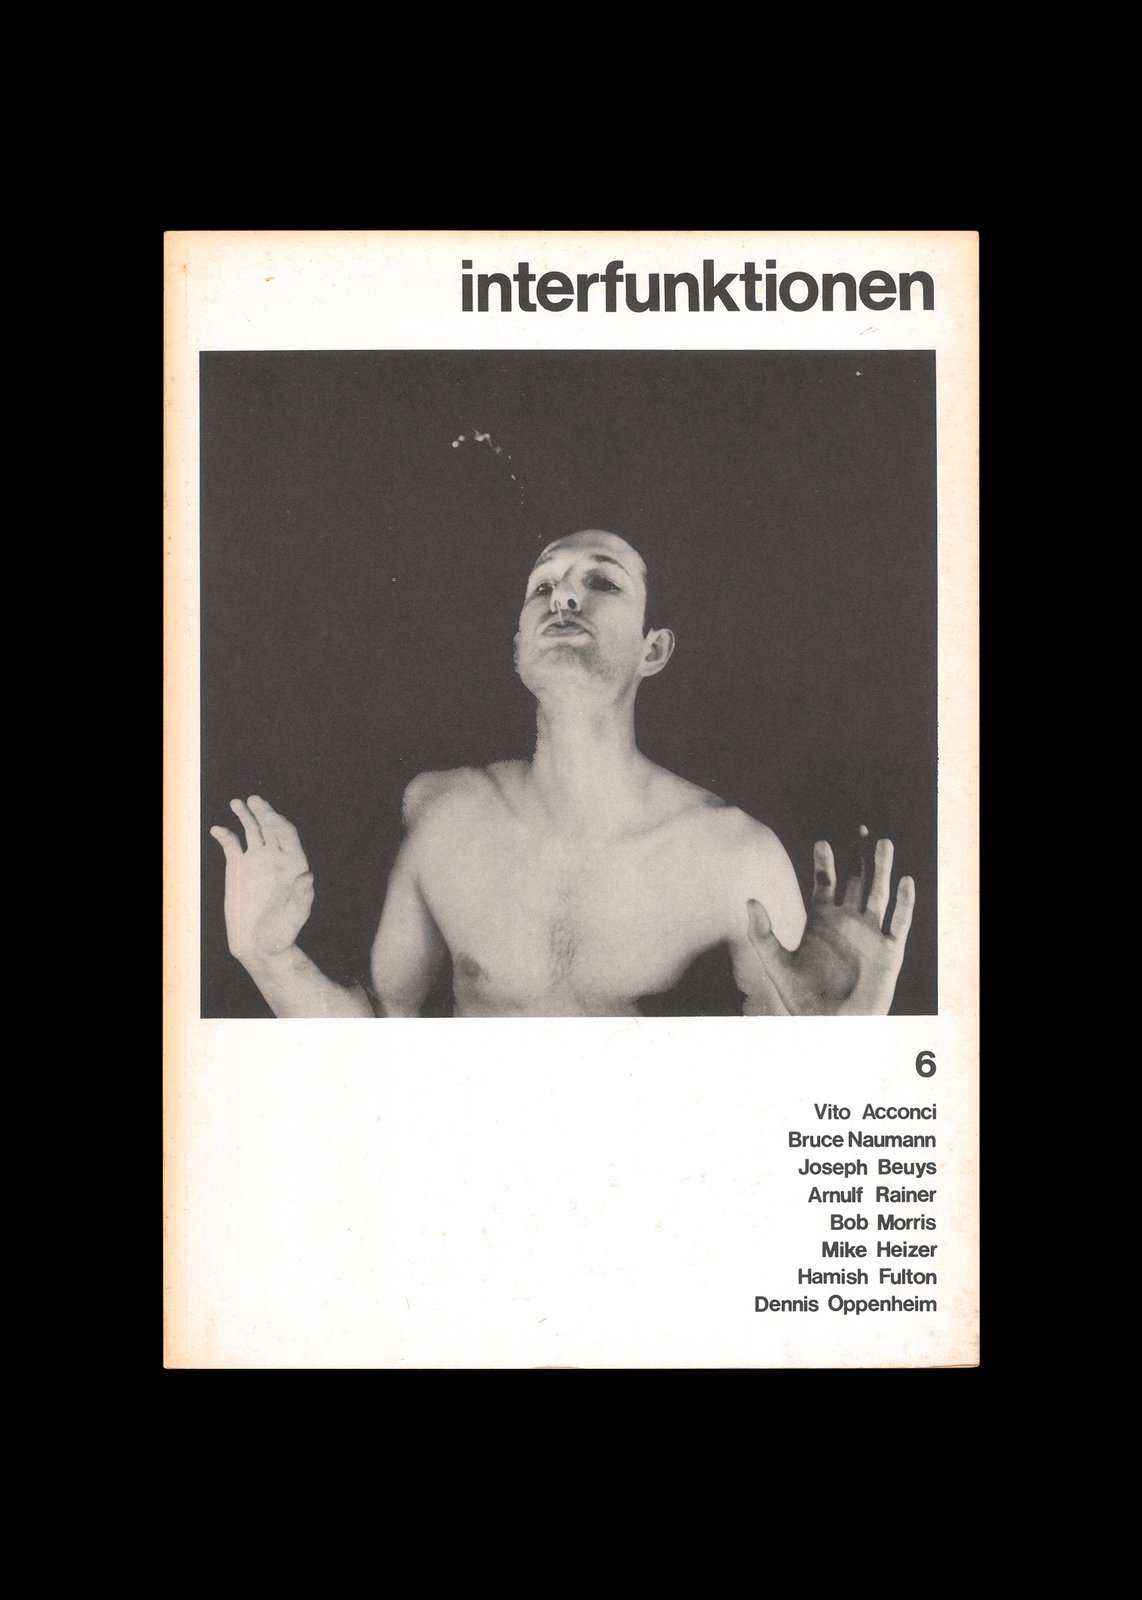 interfunktionen
6
Vito Acconci
Bruce Naumann
Joseph Beuys
Arnulf Rainer
Bob Morris
Mike Heizer
Hamish Fulton
Dennis Oppenheim